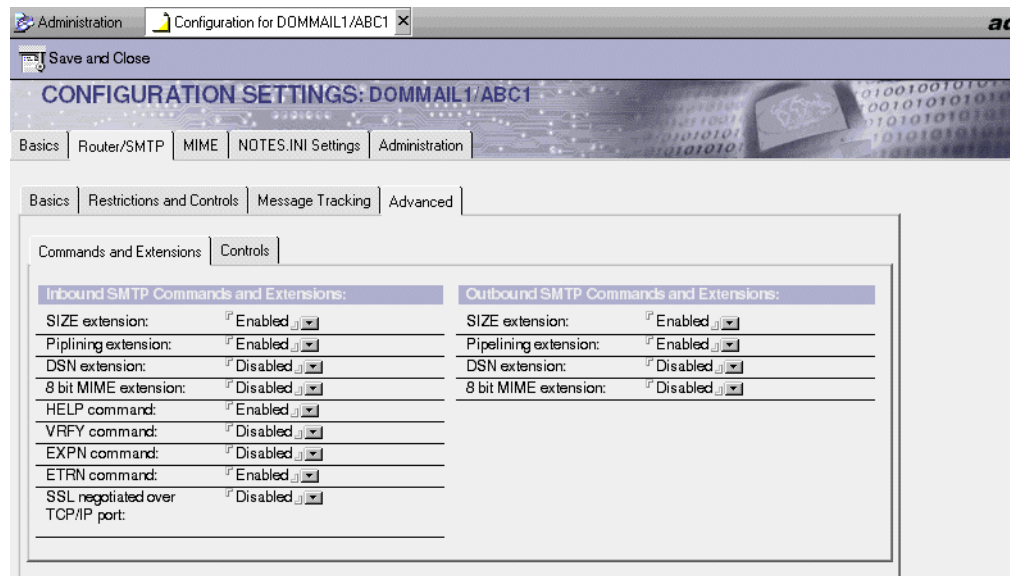 Administration Configuration for DOMMAIL1/ABC1
Save and Close
CONFIGURATION SETTINGS: DOMMAIL1/ABC1
Basics Router/SMTP MIME NOTES.INI Settings Administration
Basics Restrictions and Controls Message Tracking Advanced
Commands and Extensions Controls
Inbound SMTP Commands and Extensions: Outbound SMTP Commands and Extensions:
SIZE extension: Enabled SIZE extension: Enabled
Piplining extension: Enabled Pipelining extension: Enabled
DSN extension: Disabled DSN extension: Disabled
8 bit MIME extension: Disabled 8 bit MIME extension: Disabled
HELP command: Enabled
VRFY command: Disabled
EXPN command: Disabled
ETRN command: Enabled
SSL negotiated over Disabled
TCP/IP port: